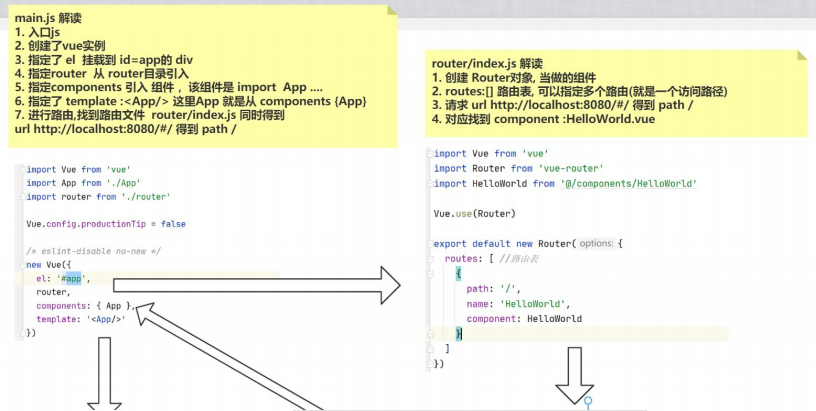 main.js 解读
1. 入口js
2. 创建了vue实例
3. 指定了 el 挂载到 id=app的 div
4. 指定router 从 router目录引入
5. 指定components 引入 组件 ，该组件是 import App ....
6. 指定了 template :<App/> 这里App 就是从 components {App}
7. 进行路由,找到路由文件 router/index.js 同时得到
url http://localhost:8080/#/ 得到 path /
import Vue from 'vue'
import App from './App'
import router from './router'
Vue.config.productionTip = false
/* eslint-disable no-new */
new Vue({
el: '#app',
router,
components: { App },
template: '<App/>'
})
router/index.js 解读
1. 创建 Router对象, 当做的组件
2. routes:[] 路由表, 可以指定多个路由(就是一个访问路径)
3. 请求 url http://localhost:8080/#/ 得到 path /
4. 对应找到 component :HelloWorld.vue
import Vue from 'vue'
import Router from 'vue-router'
import HelloWorld from '@/components/HelloWorld'
Vue.use(Router)
export default new Router( options: {
routes: [ //路由表
{
path: '/',
name: 'HelloWorld',
component: HelloWorld
}
]
})